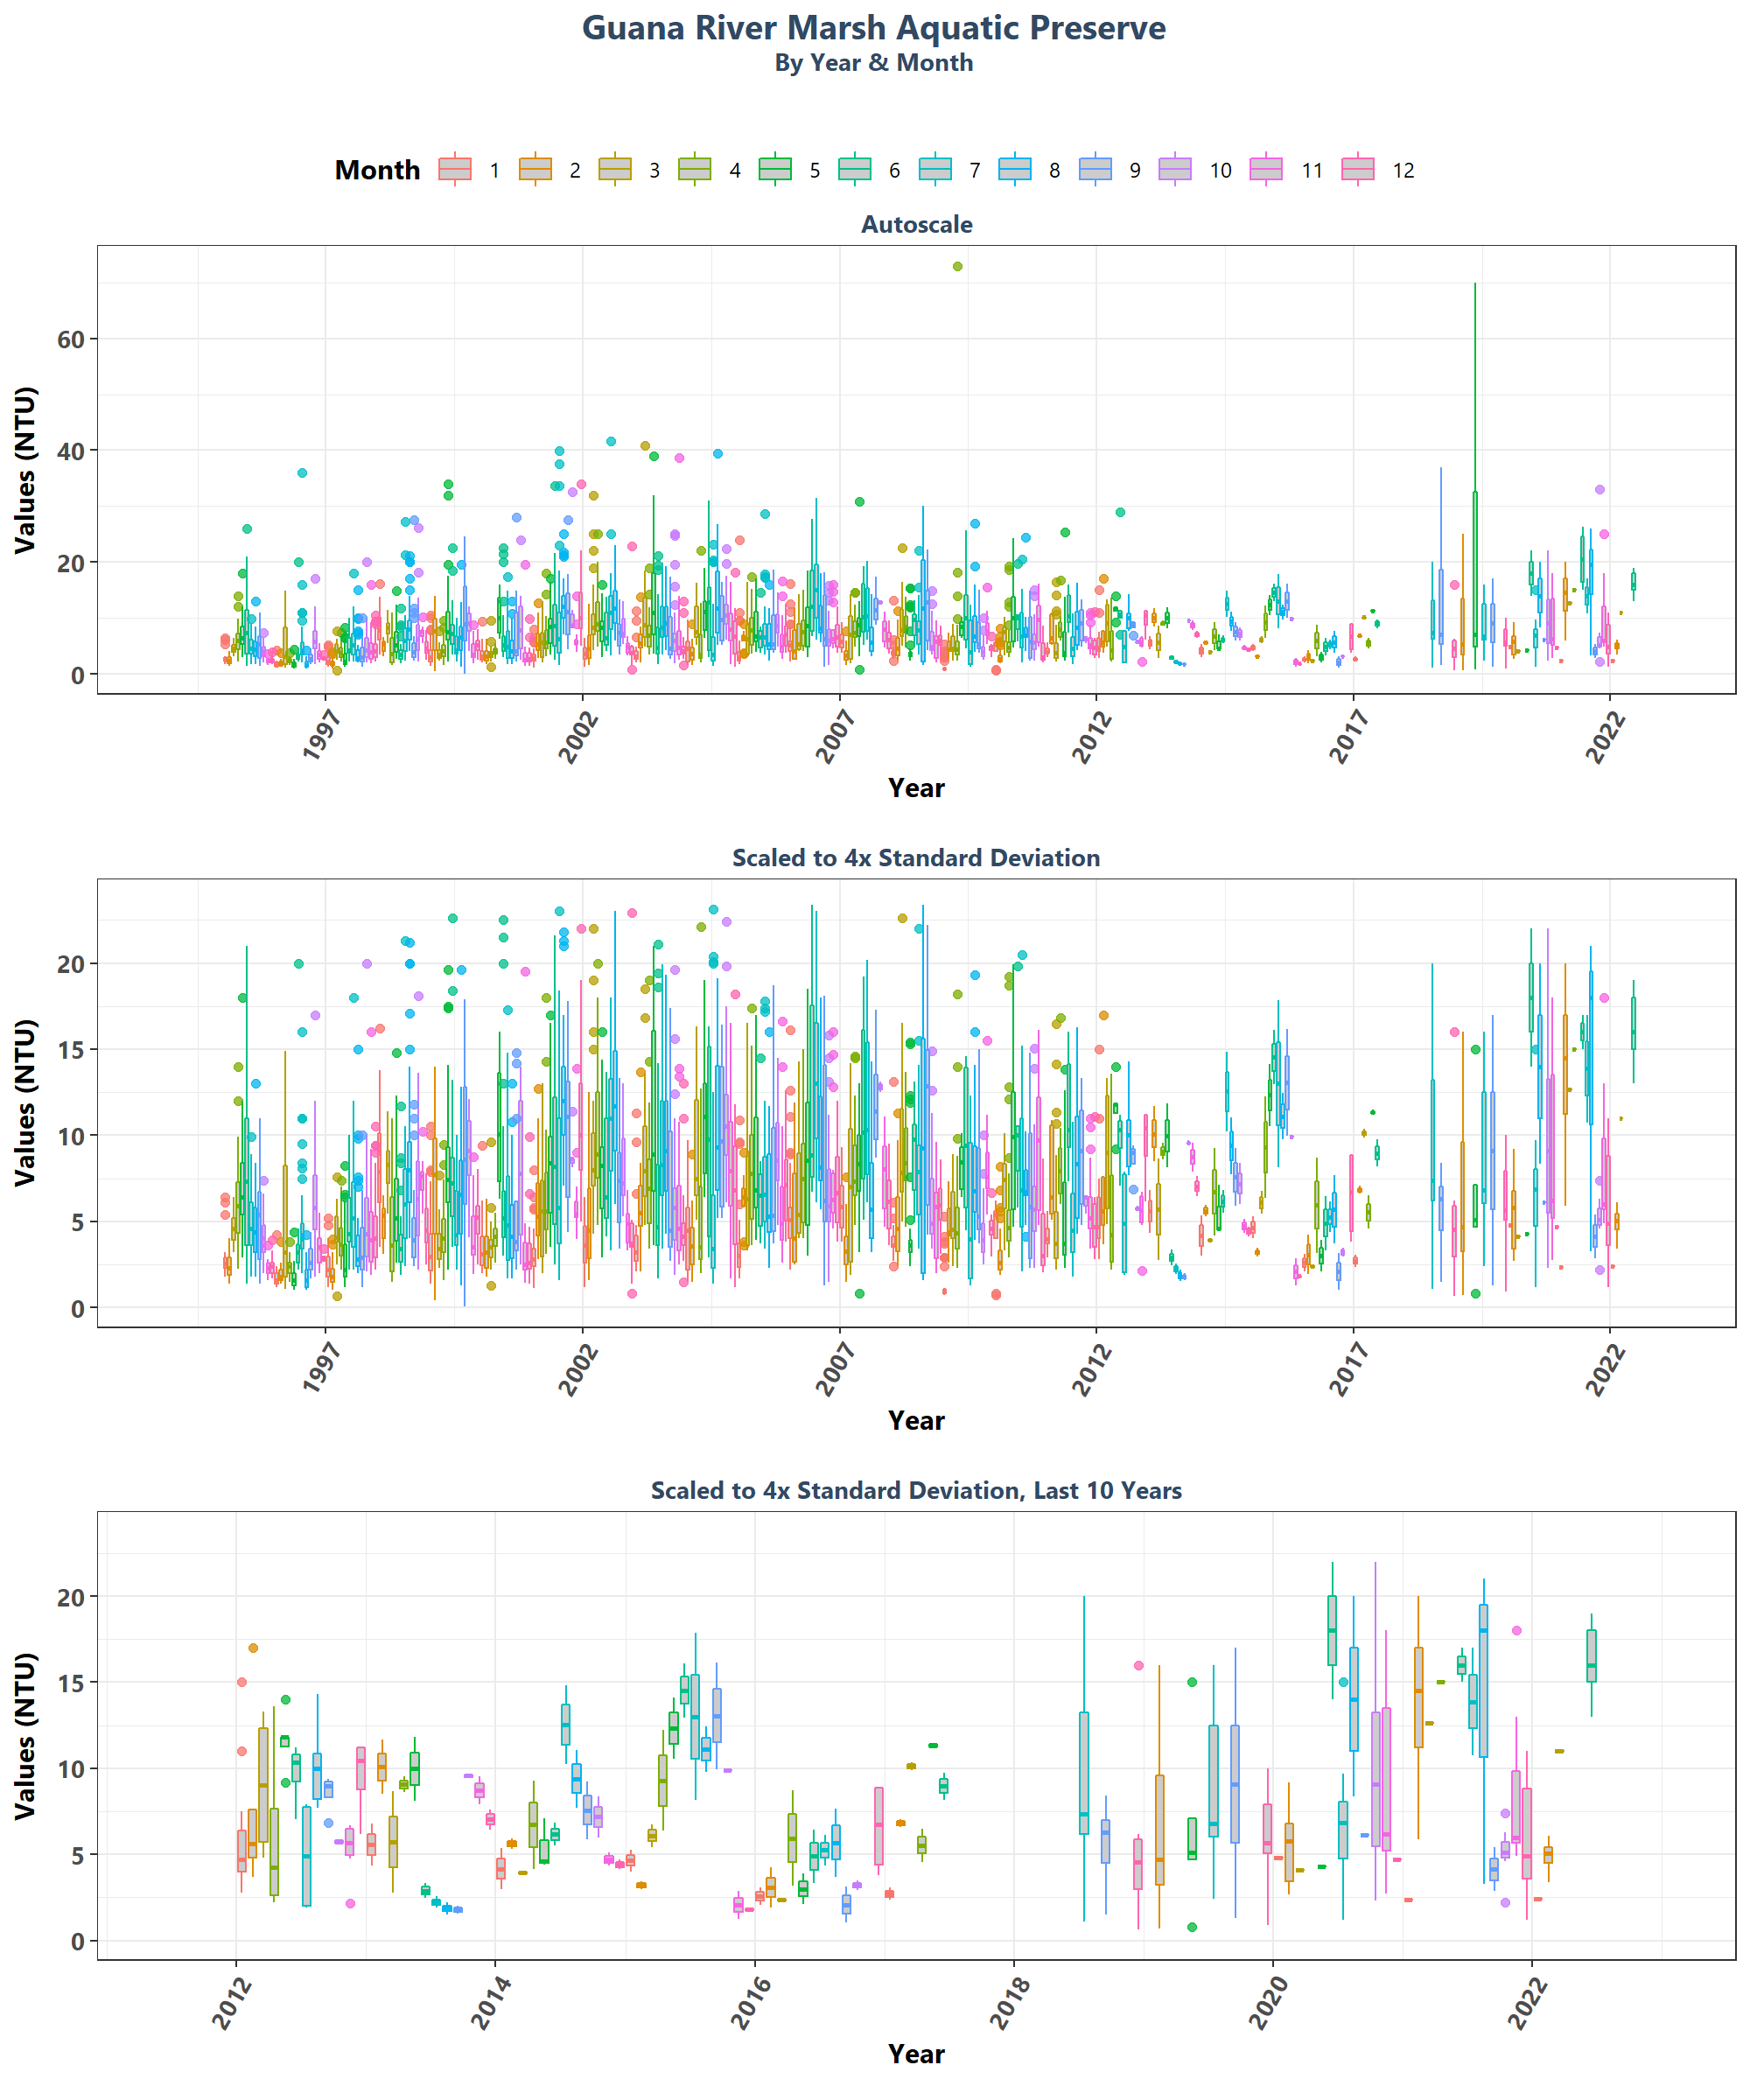 Guana River Marsh Aquatic Preserve
By Year & Month
Month 1 2 3 4 5 6 7 8 9 10 11 12
Autoscale
Values (NTU)
60
40
20
0
1997 2002 2007 2012 2017 2022
Year
Scaled to 4x Standard Deviation
Values (NTU)
20
15
10
5
0
1997 2002 2007 2012 2017 2022
Year
Scaled to 4x Standard Deviation, Last 10 Years
Values (NTU)
20
15
10
5
0
2012 2014 2016 2018 2020 2022
Year